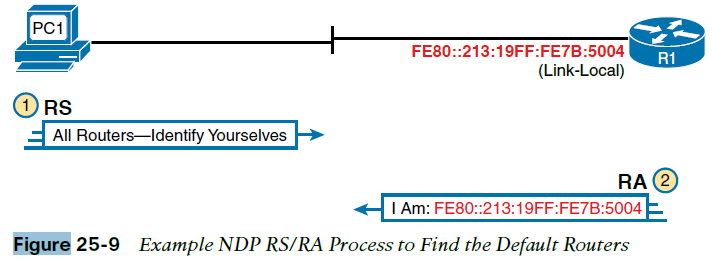 PC1
FE80::213:19FF:FE7B:5004
(Link-Local)
R1
1 RS
All Routers—Identify Yourselves
RA 2
I Am: FE80::213:19FF:FE7B:5004
Figure 25-9 Example NDP RS/RA Process to Find the Default Routers